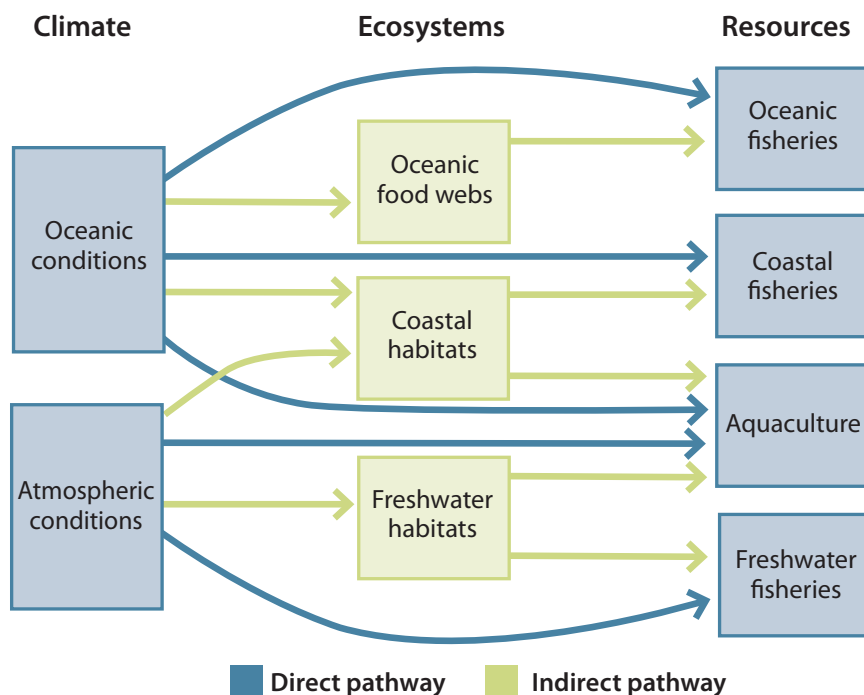 Climate
Ecosystems
Resources
Oceanic
fisheries
Oceanic
food webs
Oceanic
conditions
Coastal
fisheries
Coastal
habitats
Aquaculture
Atmospheric
conditions
Freshwater
habitats
Freshwater
fisheries
Direct pathway
Indirect pathway